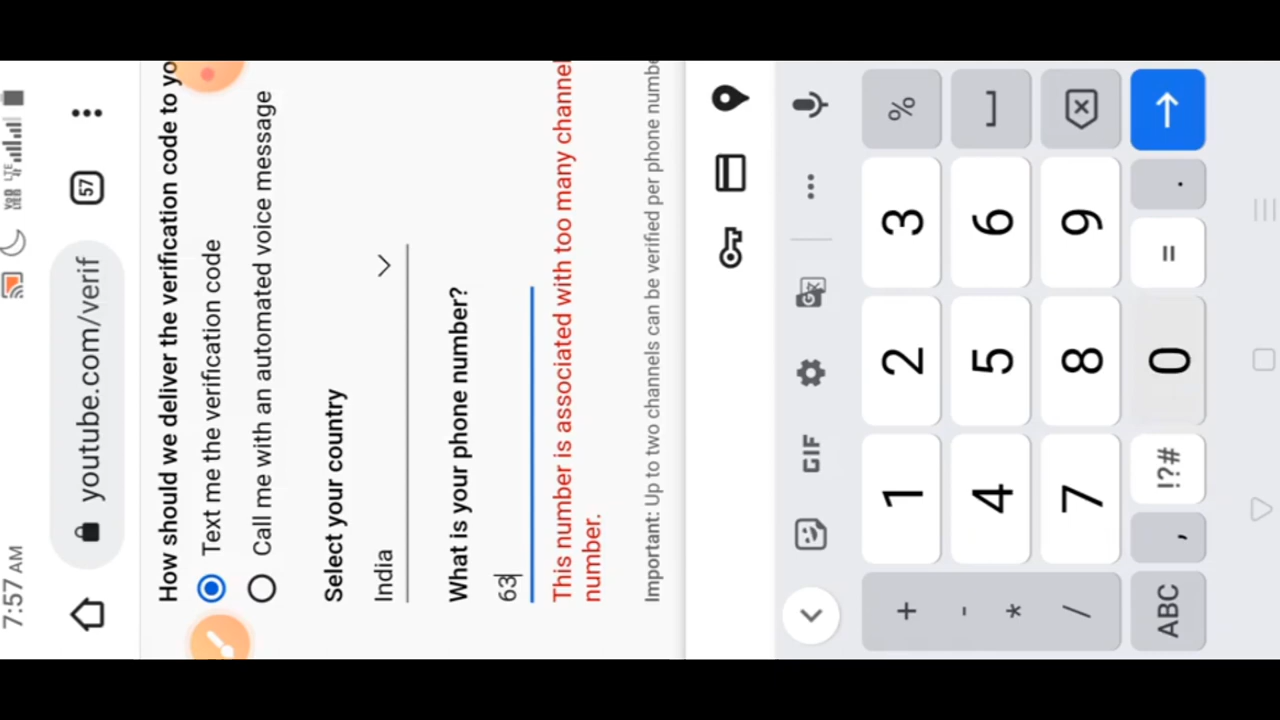 7:57 AM
VoD LTE
youtube.com/verif
57
How should we deliver the verification code to yo
Text me the verification code
Call me with an automated voice message
Select your country
India
What is your phone number?
63
This number is associated with too many channel
number.
Important: Up to two channels can be verified per phone numbe
GIF
+ 1 2 3 %
- * 4 5 6 ]
/ 7 8 9
ABC , !?# 0 = .